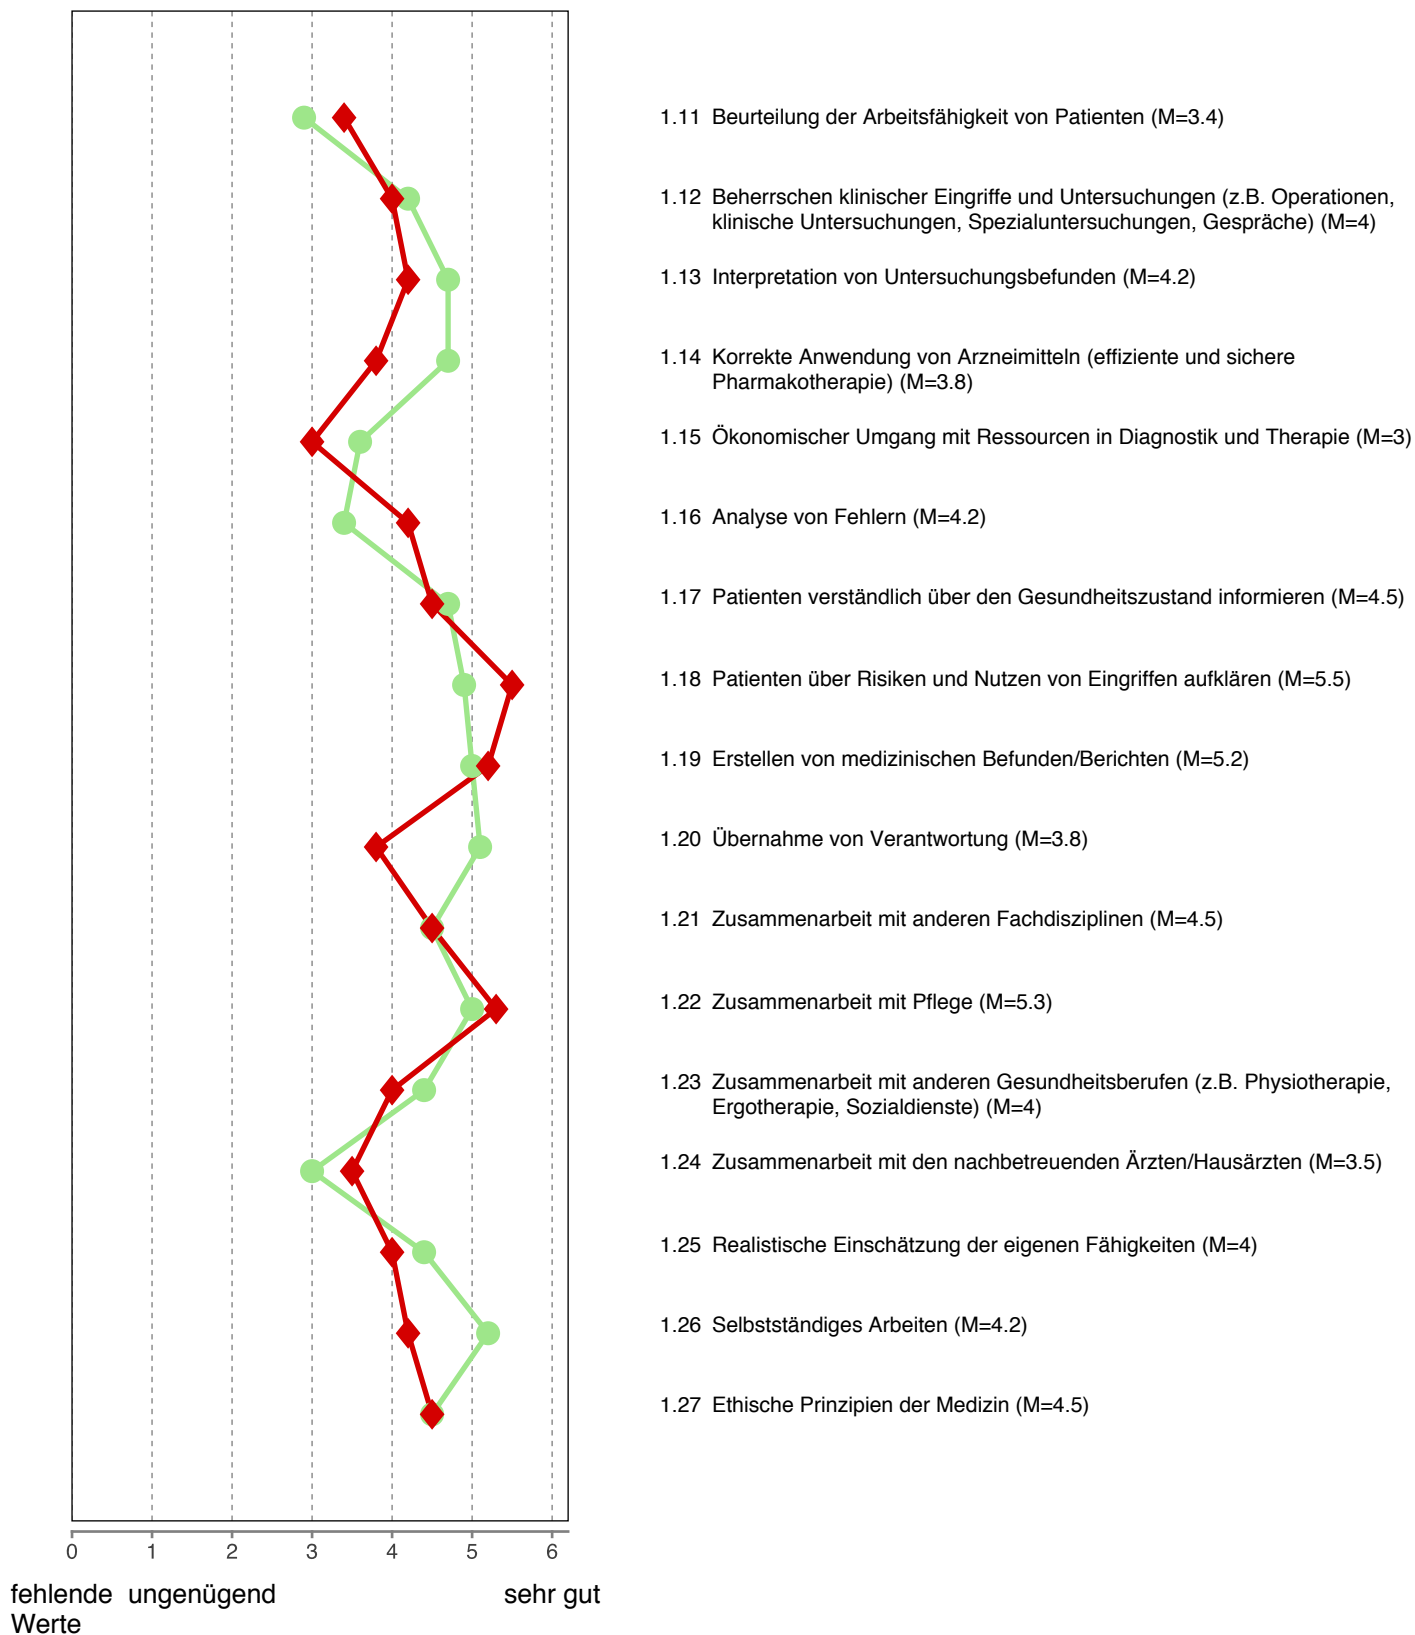 1.11 Beurteilung der Arbeitsfähigkeit von Patienten (M=3.4)
1.12 Beherrschen klinischer Eingriffe und Untersuchungen (z.B. Operationen,
klinische Untersuchungen, Spezialuntersuchungen, Gespräche) (M=4)
1.13 Interpretation von Untersuchungsbefunden (M=4.2)
1.14 Korrekte Anwendung von Arzneimitteln (effiziente und sichere
Pharmakotherapie) (M=3.8)
1.15 Ökonomischer Umgang mit Ressourcen in Diagnostik und Therapie (M=3)
1.16 Analyse von Fehlern (M=4.2)
1.17 Patienten verständlich über den Gesundheitszustand informieren (M=4.5)
1.18 Patienten über Risiken und Nutzen von Eingriffen aufklären (M=5.5)
1.19 Erstellen von medizinischen Befunden/Berichten (M=5.2)
1.20 Übernahme von Verantwortung (M=3.8)
1.21 Zusammenarbeit mit anderen Fachdisziplinen (M=4.5)
1.22 Zusammenarbeit mit Pflege (M=5.3)
1.23 Zusammenarbeit mit anderen Gesundheitsberufen (z.B. Physiotherapie,
Ergotherapie, Sozialdienste) (M=4)
1.24 Zusammenarbeit mit den nachbetreuenden Ärzten/Hausärzten (M=3.5)
1.25 Realistische Einschätzung der eigenen Fähigkeiten (M=4)
1.26 Selbstständiges Arbeiten (M=4.2)
1.27 Ethische Prinzipien der Medizin (M=4.5)
0 1 2 3 4 5 6
fehlende ungenügend sehr gut
Werte